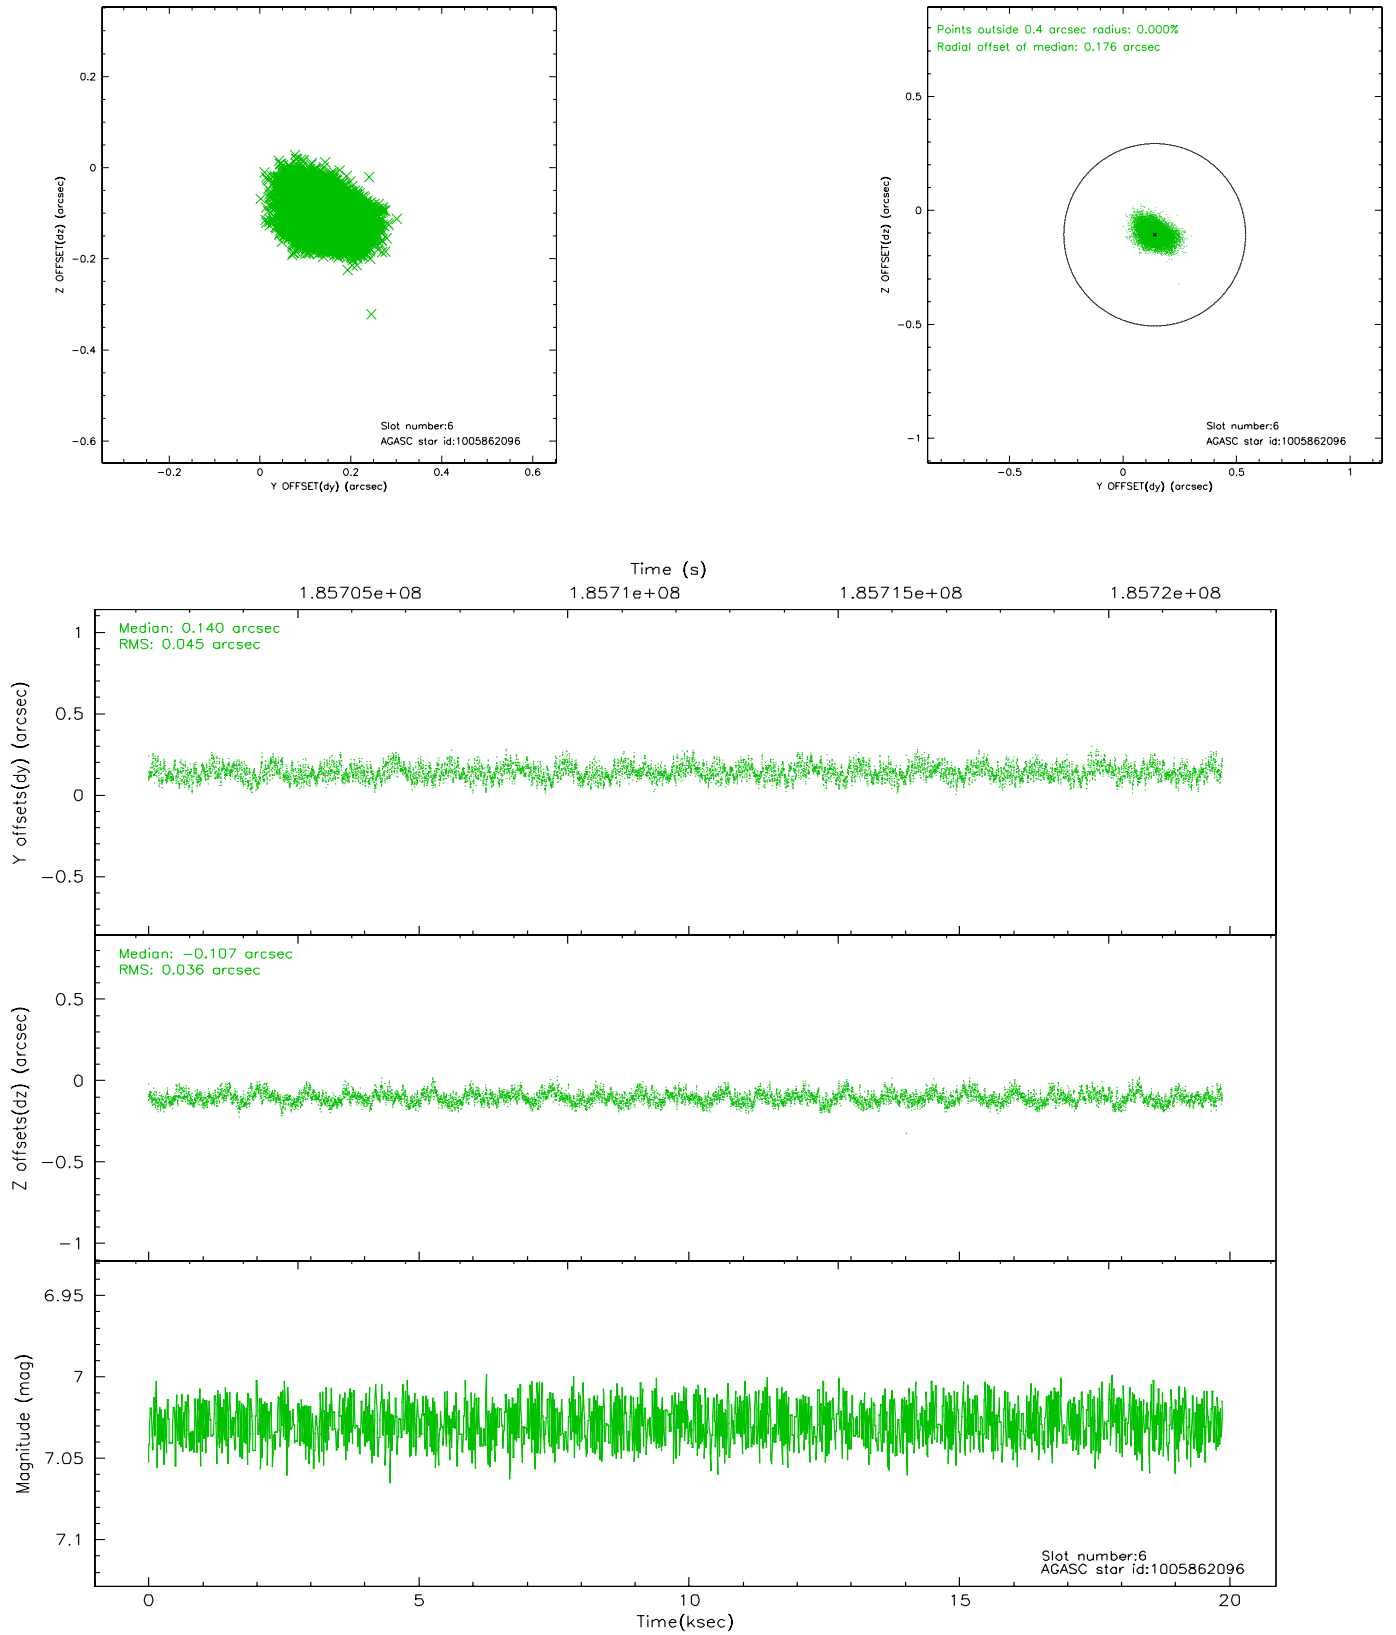 0.2
0
−0.2
−0.4
−0.6
Z OFFSET(dz) (arcsec)
Slot number:6
AGASC star id:1005862096
−0.2 0 0.2 0.4 0.6
Y OFFSET(dy) (arcsec)
Points outside 0.4 arcsec radius: 0.000%
Radial offset of median: 0.176 arcsec
0.5
0
−0.5
−1
Z OFFSET(dz) (arcsec)
Slot number:6
AGASC star id:1005862096
−0.5 0 0.5 1
Y OFFSET(dy) (arcsec)
Time (s)
1.85705e+08 1.8571e+08 1.85715e+08 1.8572e+08
Median: 0.140 arcsec
RMS: 0.045 arcsec
1
0.5
0
−0.5
Y offsets(dy) (arcsec)
Median: −0.107 arcsec
RMS: 0.036 arcsec
0.5
0
−0.5
−1
Z offsets(dz) (arcsec)
6.95
7
7.05
7.1
Magnitude (mag)
Slot number:6
AGASC star id:1005862096
0 5 10 15 20
Time(ksec)